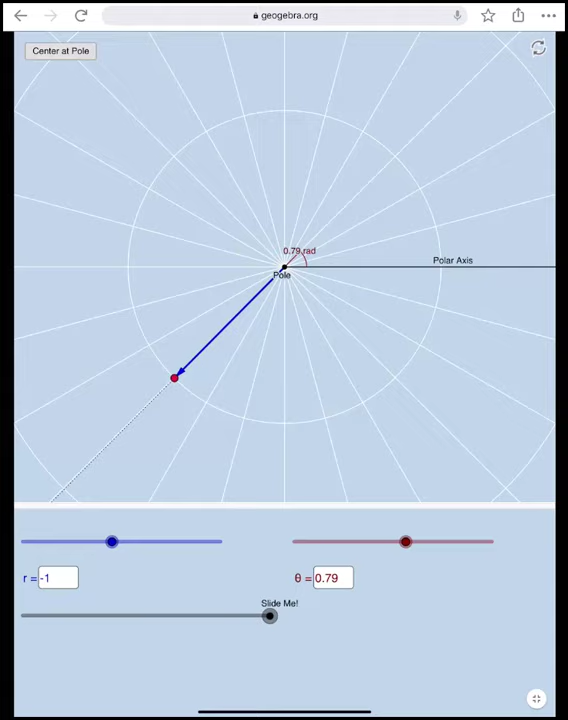 geogebra.org
Center at Pole
0.79 rad
Polar Axis
Pole
r = -1
θ = 0.79
Slide Me!